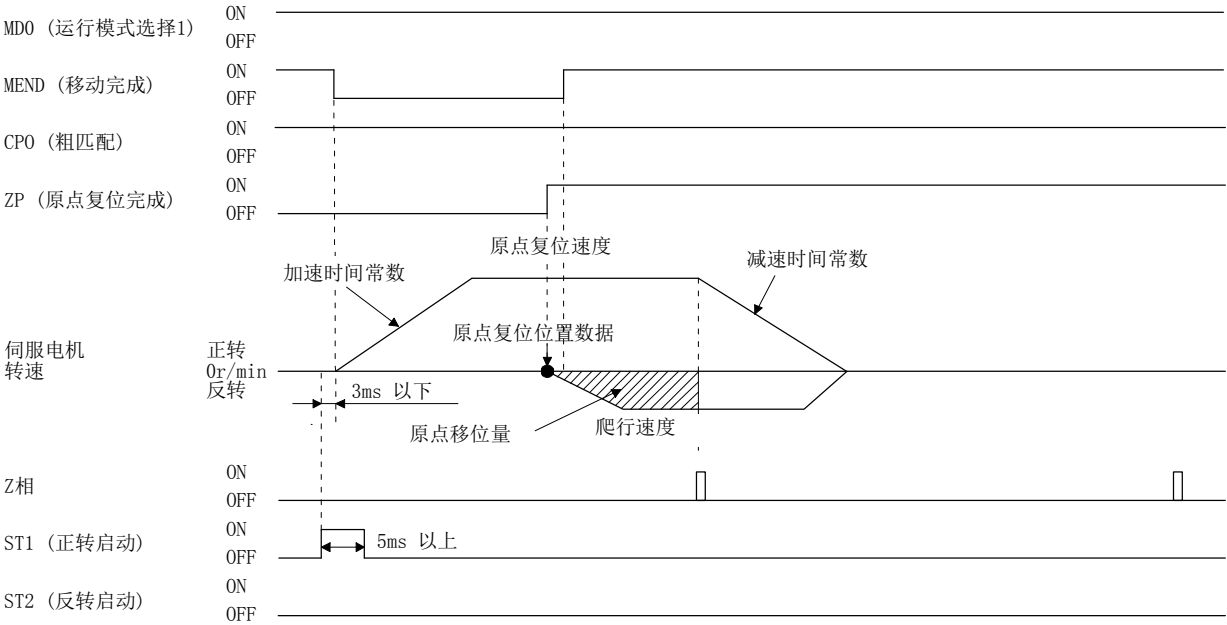 MD0 (运行模式选择1)
ON
OFF
MEND (移动完成)
ON
OFF
CP0 (粗匹配)
ON
OFF
ZP (原点复位完成)
ON
OFF
原点复位速度
加速时间常数
减速时间常数
原点复位位置数据
伺服电机
转速
正转
0r/min
反转
3ms 以下
原点移位量
爬行速度
Z相
ON
OFF
ST1 (正转启动)
ON
OFF
5ms 以上
ST2 (反转启动)
ON
OFF